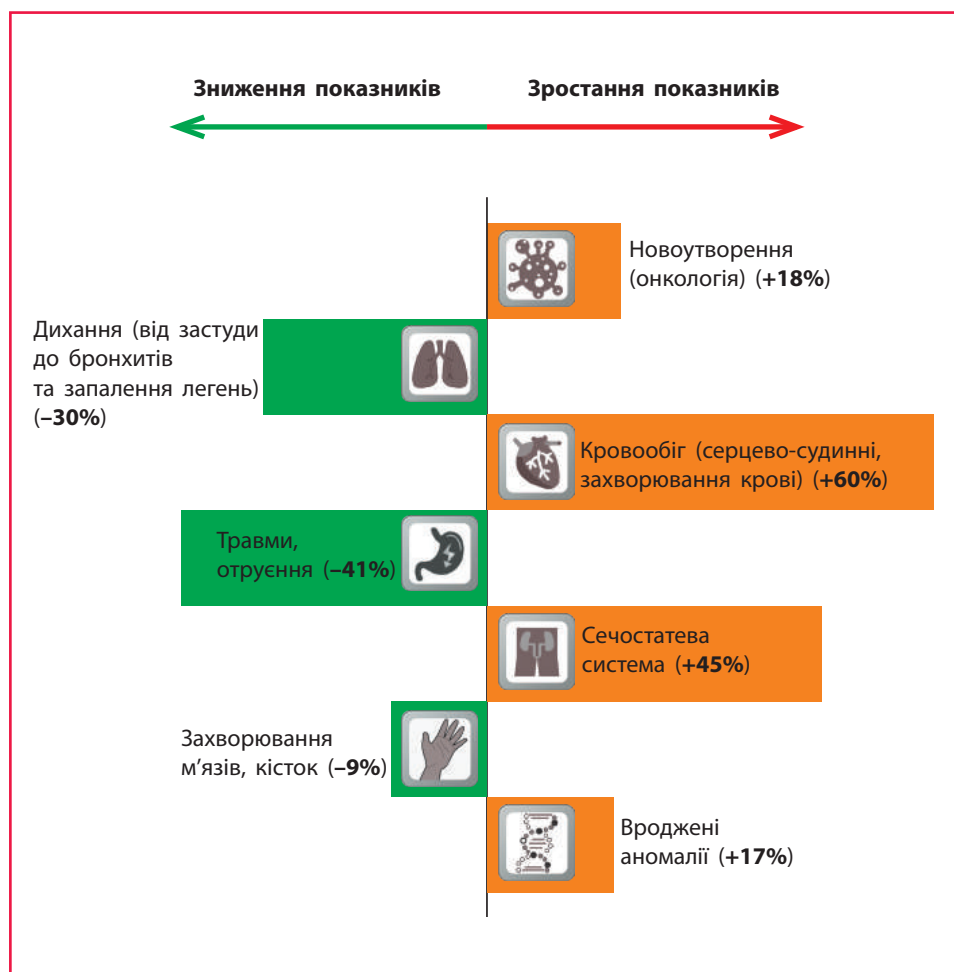 Зниження показників
Зростання показників
Новоутворення
(онкологія) (+18%)
Дихання (від застуди
до бронхитів
та запалення легень)
(–30%)
Кровообіг (серцево-судинні,
захворювання крові) (+60%)
Травми,
отруєння (–41%)
Сечостатева
система (+45%)
Захворювання
м’язів, кісток (–9%)
Вроджені
аномалії (+17%)